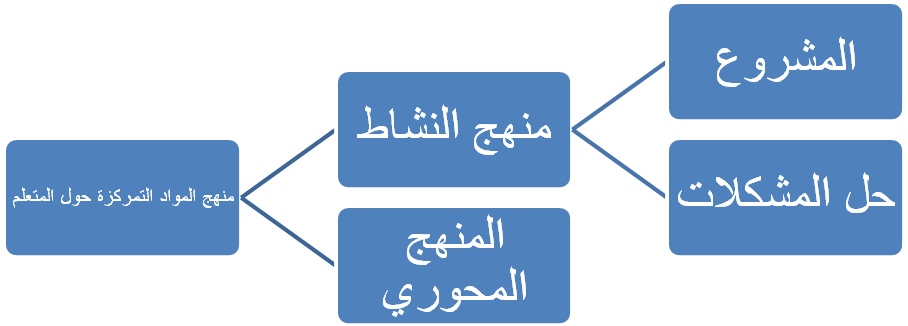 منهج المواد التمركزة حول المتعلم
منهج النشاط
المنهج
المحوري
المشروع
حل المشكلات